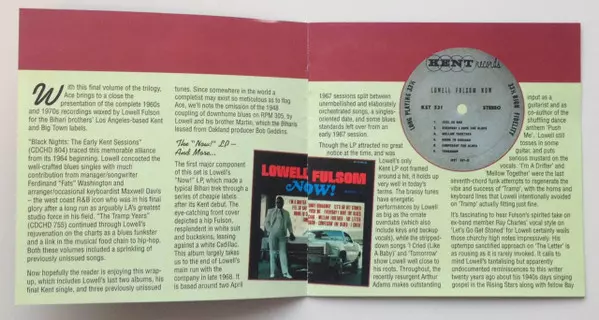 With this final volume of the trilogy,
Ace brings to a close the
presentation of the complete 1960s
and 1970s recordings waxed by Lowell Fulsom
for the Bihari brothers' Los Angeles-based Kent
and Big Town labels.
"Black Nights: The Early Kent Sessions"
(CDCHD 804) traced this memorable alliance
from its 1964 beginning. Lowell concocted the
well-crafted blues singles with much
contribution from manager/songwriter
Ferdinand "Fats" Washington and
arranger/occasional keyboardist Maxwell Davis
– the west coast R&B icon who was in his final
glory after a long run as arguably LA's greatest
studio force in his field. "The Tramp Years"
(CDCHD 755) continued through Lowell's
rejuvenation on the charts as a blues funkster
and a link in the musical food chain to hip-hop.
Both these volumes included a sprinkling of
previously unissued songs.
Now hopefully the reader is enjoying this wrap-
up, which includes Lowell's last two albums, his
final Kent single, and three previously unissued
tunes. Since somewhere in the world a
completist may exist so meticulous as to flag
Ace, we'll note the omission of the 1948
coupling of downhome blues on RPM 305, by
Lowell and his brother Martin, which the Biharis
leased from Oakland producer Bob Geddins.
The "Now!" LP –
And More...
The first major component
of this set is Lowell's
"Now!" LP, which made a
typical Bihari trek through a
series of cheapie labels
after its Kent debut. The
eye-catching front cover
depicted a hip Fulsom,
resplendent in white suit
and buckskins, leaning
against a white Cadillac.
This album largely takes
us to the end of Lowell's
main run with the
company in late 1968. It
is based around two April
LOWELL FULSOM
NOW!
1967 sessions split between
unembellished and elaborately
orchestrated songs, a singles-
oriented date, and some blues
standards left over from an
early 1967 session.
Though the LP attracted no great
notice at the time, and was
Lowell's only
Kent LP not framed
around a hit, it holds up
very well in today's
terms. The brassy tunes
have energetic
performances by Lowell
as big as the ornate
overdubs (which also
include keys and backup
vocals), while the stripped-
down songs 'I Cried (Like
A Baby)' and 'Tomorrow'
show Lowell well close to
his roots. Throughout, the
recently resurgent Arthur
Adams makes outstanding
KENT records
LOWELL FULSOM NOW
LONG PLAYING 33⅓
33⅓ HIGH FIDELITY
KST 531
STEREO
input as a
guitarist and as
co-author of the
shuffling dance
anthem 'Push
Me'. Lowell still
tosses in some
guitar, and puts
serious mustard on the
vocals. 'I'm A Drifter' and
'Mellow Together' were the last
seventh-chord funk attempts to regenerate the
vibe and success of 'Tramp', with the horns and
keyboard lines that Lowell intentionally avoided
on 'Tramp' actually fitting just fine.
It's fascinating to hear Fulsom's spirited take on
ex-band member Ray Charles' vocal style on
'Let's Go Get Stoned' for Lowell certainly wails
those churchy high notes impressively. His
uptempo sanctified approach on 'The Letter' is
as rousing as it is rarely invoked. It calls to
mind Lowell's tantalising but apparently
undocumented reminiscences to this writer
twenty years ago about his 1940s days singing
gospel in the Rising Stars along with fellow Bay